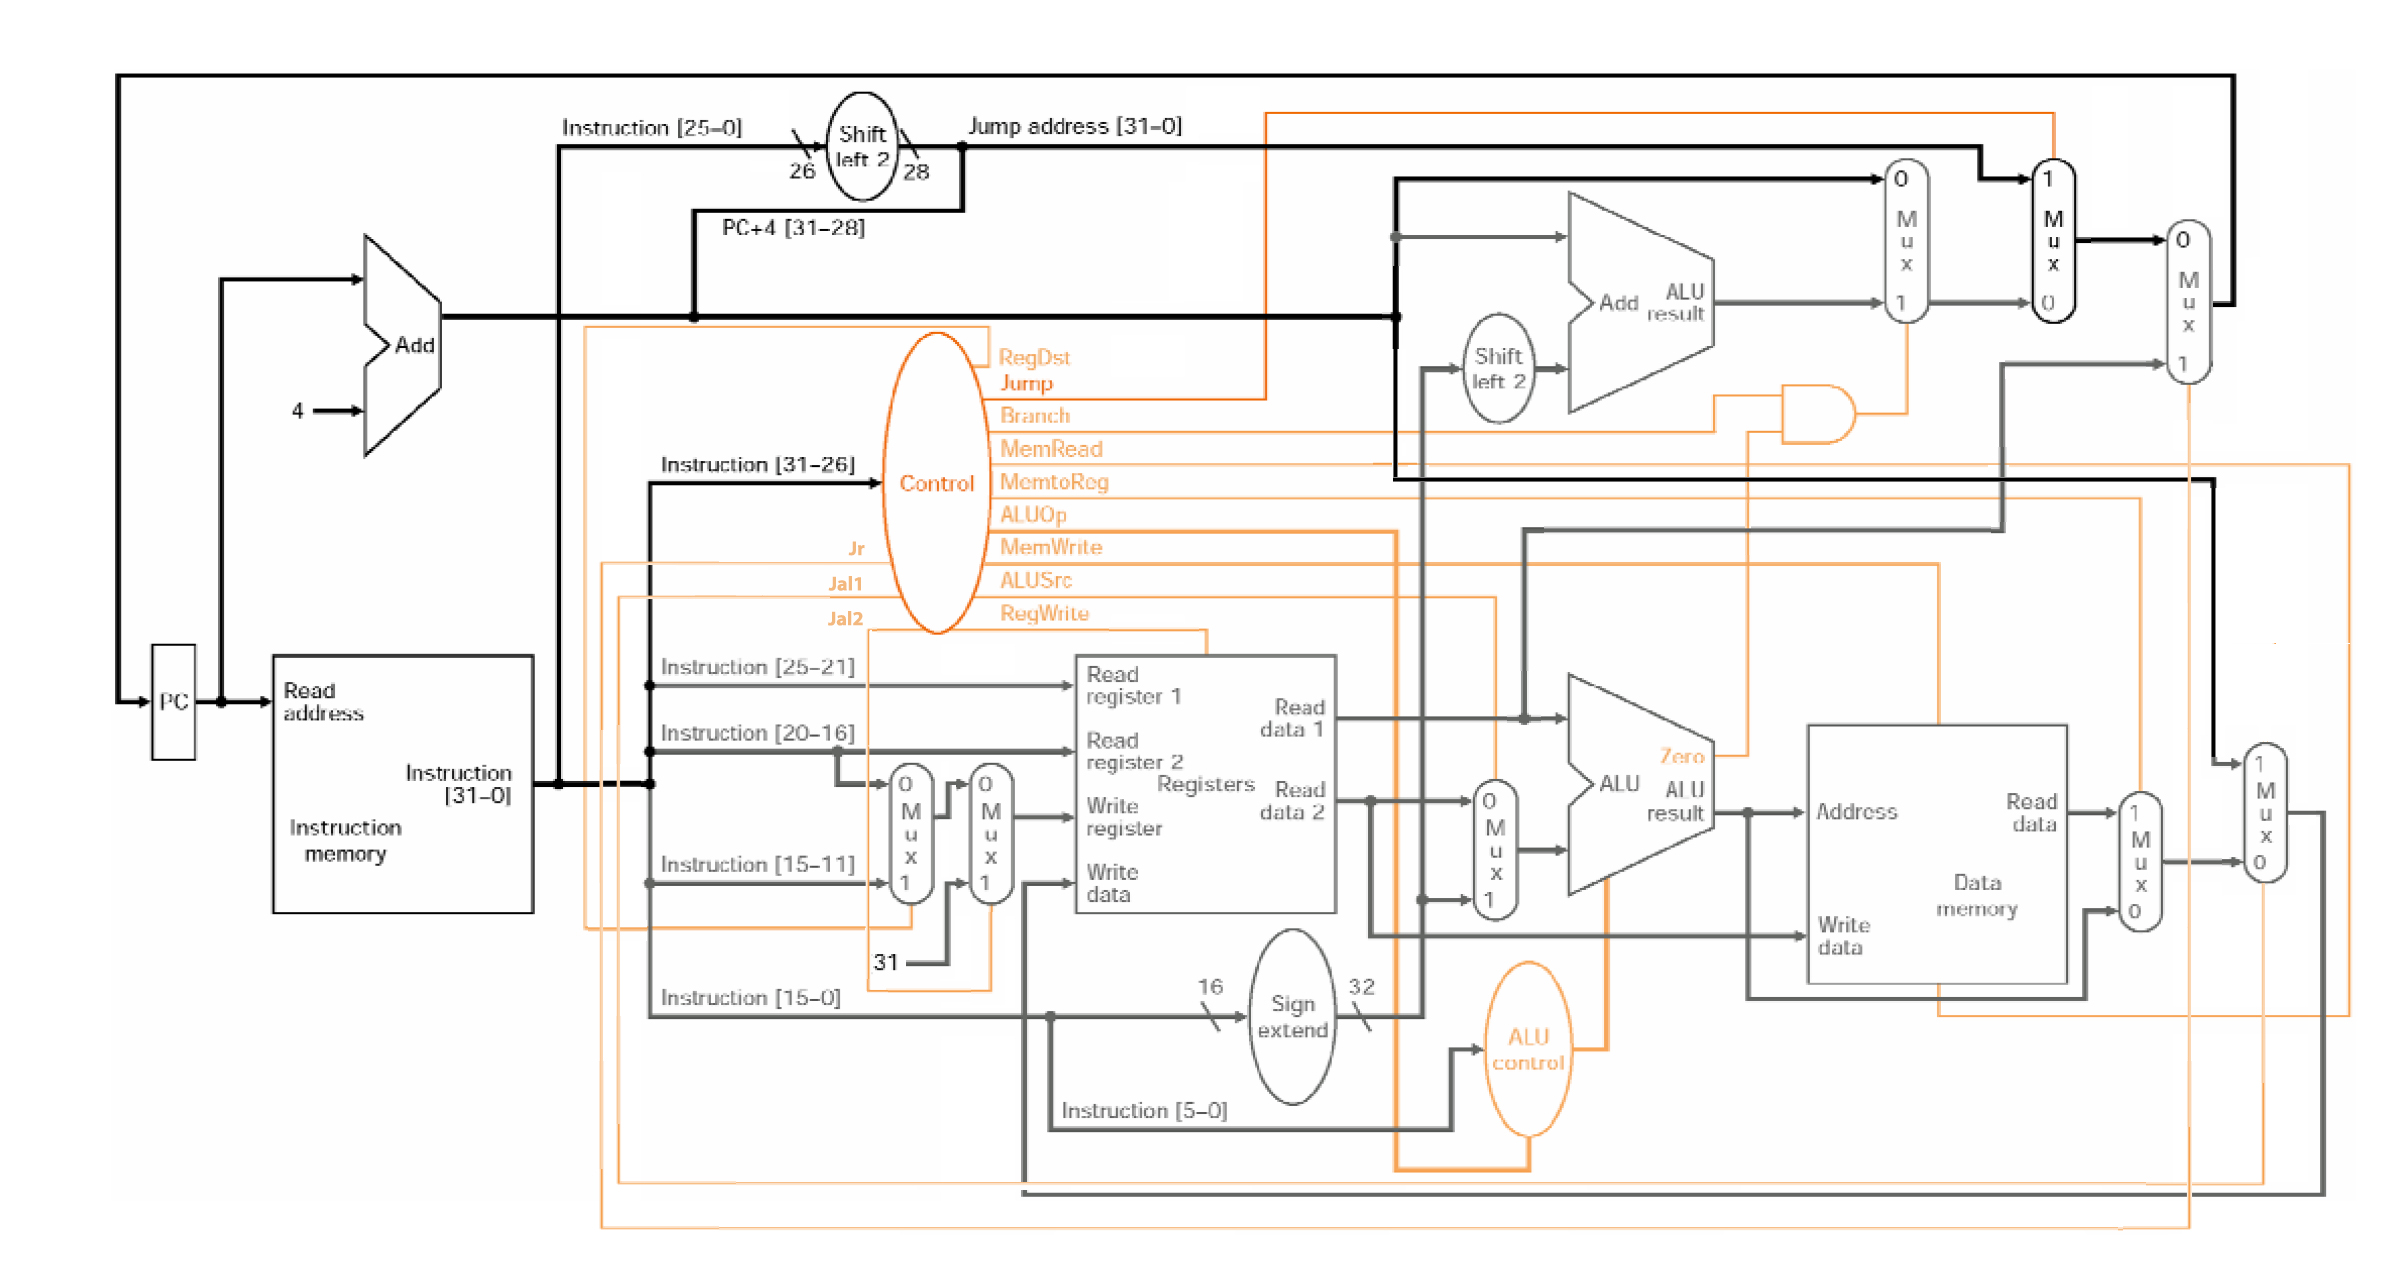 Instruction [25–0]
26
Shift
left 2
28
Jump address [31–0]
PC+4 [31–28]
Add
4
0
M
u
x
1
1
M
u
x
0
0
M
u
x
1
Add
ALU
result
Shift
left 2
Instruction [31–26]
Control
RegDst
Jump
Branch
MemRead
MemtoReg
ALUOp
MemWrite
ALUSrc
RegWrite
Jr
Jal1
Jal2
PC
Read
address
Instruction
[31–0]
Instruction
memory
Instruction [25–21]
Instruction [20–16]
Instruction [15–11]
Instruction [15–0]
0
M
u
x
1
0
M
u
x
1
31
Read
register 1
Read
register 2
Registers
Write
register
Write
data
Read
data 1
Read
data 2
0
M
u
x
1
Zero
ALU
ALU
result
Address
Read
data
Data
memory
Write
data
1
M
u
x
0
1
M
u
x
0
16
Sign
extend
32
ALU
control
Instruction [5–0]